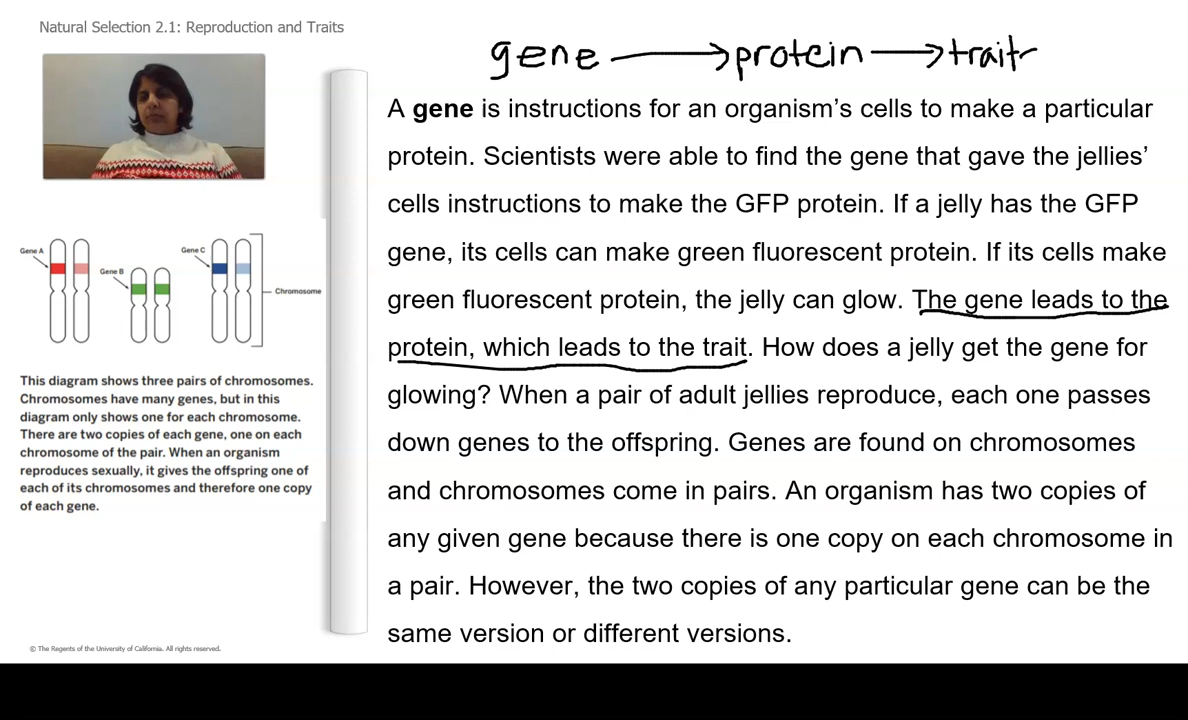 Natural Selection 2.1: Reproduction and Traits
gene → protein → trait
A gene is instructions for an organism’s cells to make a particular
protein. Scientists were able to find the gene that gave the jellies’
cells instructions to make the GFP protein. If a jelly has the GFP
gene, its cells can make green fluorescent protein. If its cells make
green fluorescent protein, the jelly can glow. The gene leads to the
protein, which leads to the trait. How does a jelly get the gene for
glowing? When a pair of adult jellies reproduce, each one passes
down genes to the offspring. Genes are found on chromosomes
and chromosomes come in pairs. An organism has two copies of
any given gene because there is one copy on each chromosome in
a pair. However, the two copies of any particular gene can be the
same version or different versions.
Gene A
Gene B
Gene C
Chromosome
This diagram shows three pairs of chromosomes.
Chromosomes have many genes, but in this
diagram only shows one for each chromosome.
There are two copies of each gene, one on each
chromosome of the pair. When an organism
reproduces sexually, it gives the offspring one of
each of its chromosomes and therefore one copy
of each gene.
© The Regents of the University of California. All rights reserved.